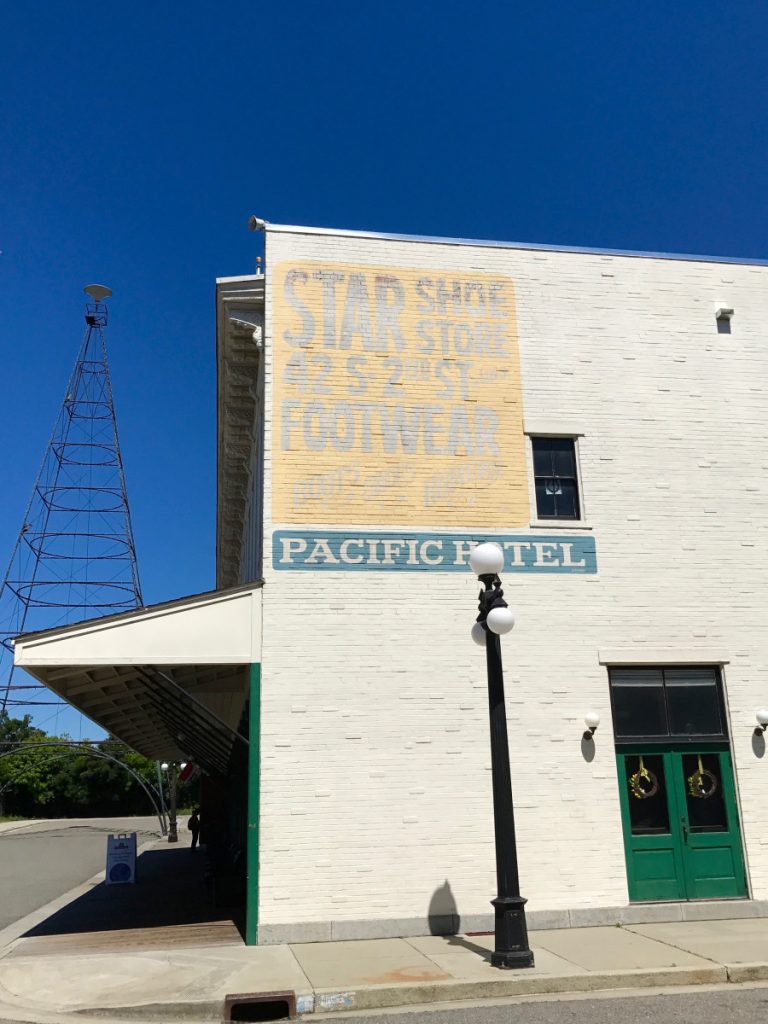 STAR SHOE
STORE
42 S 2ND ST
FOOTWEAR
PACIFIC HOTEL